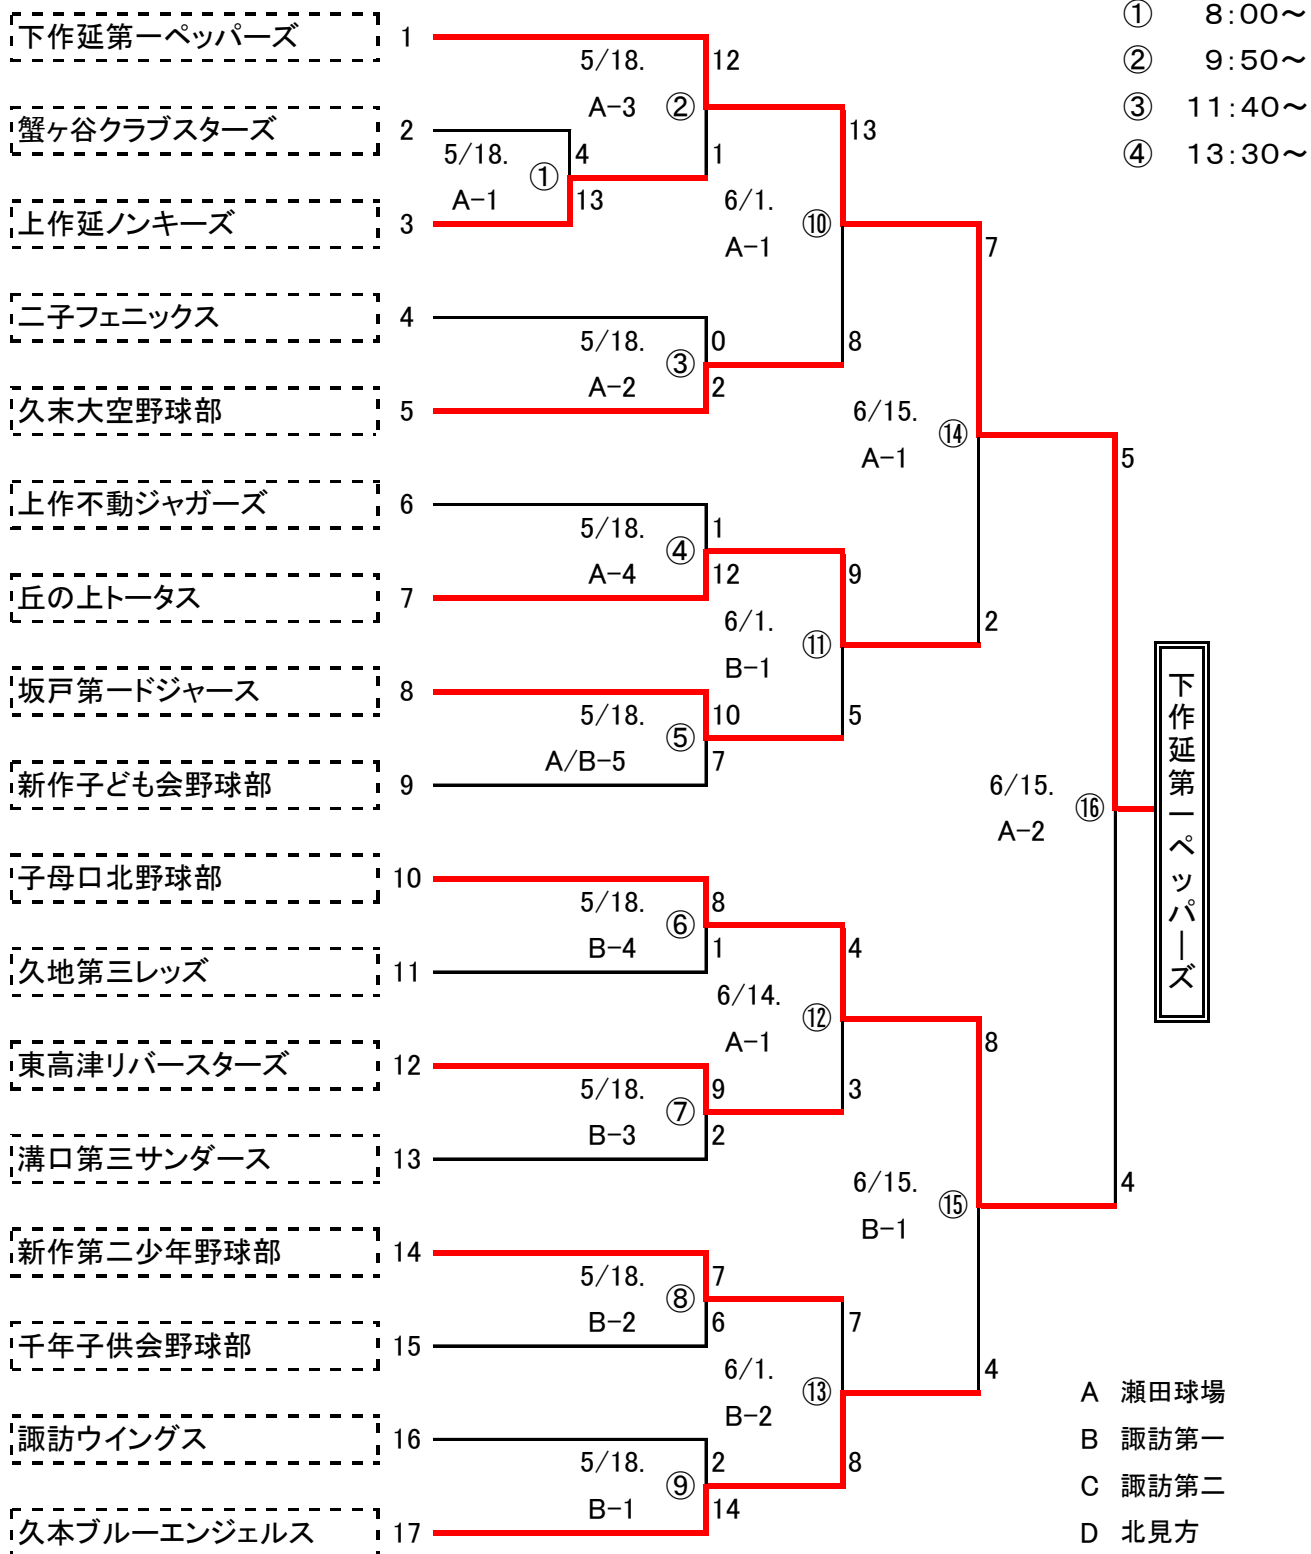 ① 8:00～
下作延第一ペッパーズ 1
5/18. 12
② 9:50～
A-3 ②
③ 11:40～
蟹ヶ谷クラブスターズ 2 13
5/18. 4 1
④ 13:30～
①
A-1 13 6/1.
上作延ノンキーズ 3 ⑩
A-1 7
二子フェニックス 4
5/18. 0 8
③
A-2 2
久末大空野球部 5 6/15.
⑭
A-1 5
上作不動ジャガーズ 6
5/18. 1
④
A-4 12 9
丘の上トータス 7
6/1. 2
⑪
B-1
坂戸第一ドジャース 8
5/18. 10 5
⑤
A/B-5 7
新作子ども会野球部 9 6/15.
⑯
A-2
下作延第一ペッパーズ
子母口北野球部 10
5/18. 8
⑥
B-4 1 4
久地第三レッズ 11
6/14.
⑫
A-1 8
東高津リバースターズ 12
5/18. 9 3
⑦
B-3 2
溝口第三サンダース 13
6/15. 4
⑮
B-1
新作第二少年野球部 14
5/18. 7
⑧
B-2 6 7
千年子供会野球部 15
6/1. 4
⑬
A 瀬田球場
B-2
諏訪ウイングス 16
B 諏訪第一
5/18. 2 8
⑨
C 諏訪第二
B-1 14
久本ブルーエンジェルス 17
D 北見方